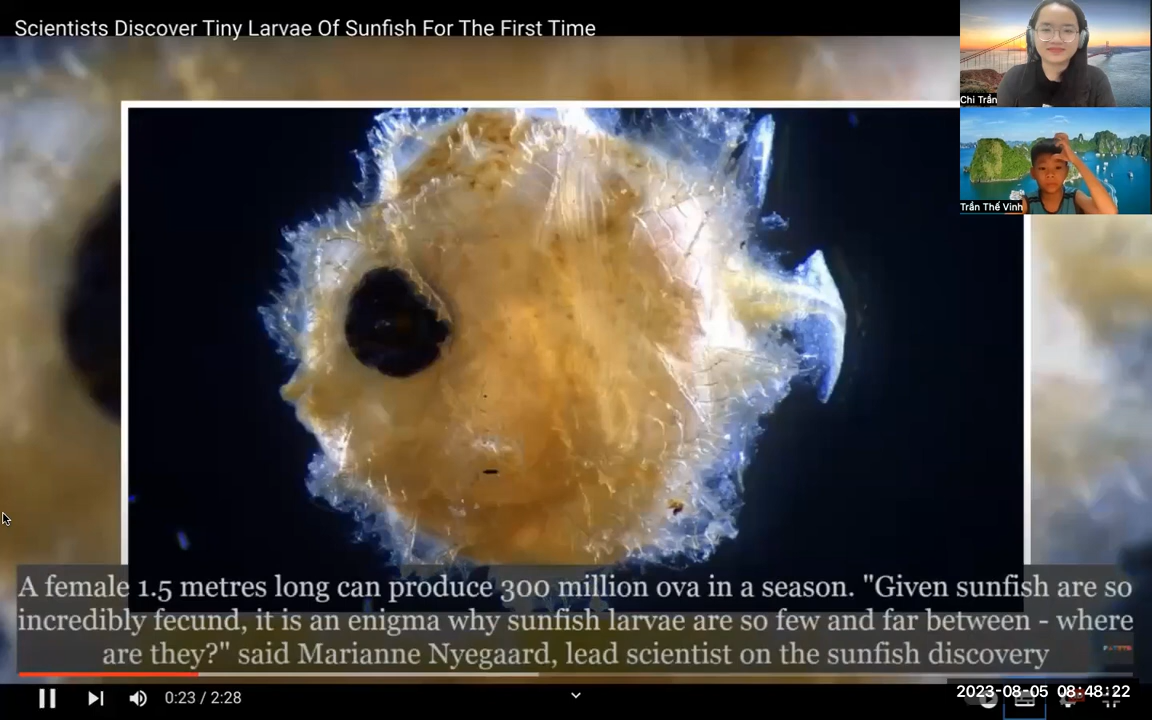 Scientists Discover Tiny Larvae Of Sunfish For The First Time
Chi Trần
Trần Thế Vinh
A female 1.5 metres long can produce 300 million ova in a season. "Given sunfish are so
incredibly fecund, it is an enigma why sunfish larvae are so few and far between - where
are they?" said Marianne Nyegaard, lead scientist on the sunfish discovery
0:23 / 2:28
2023-08-05 08:48:22